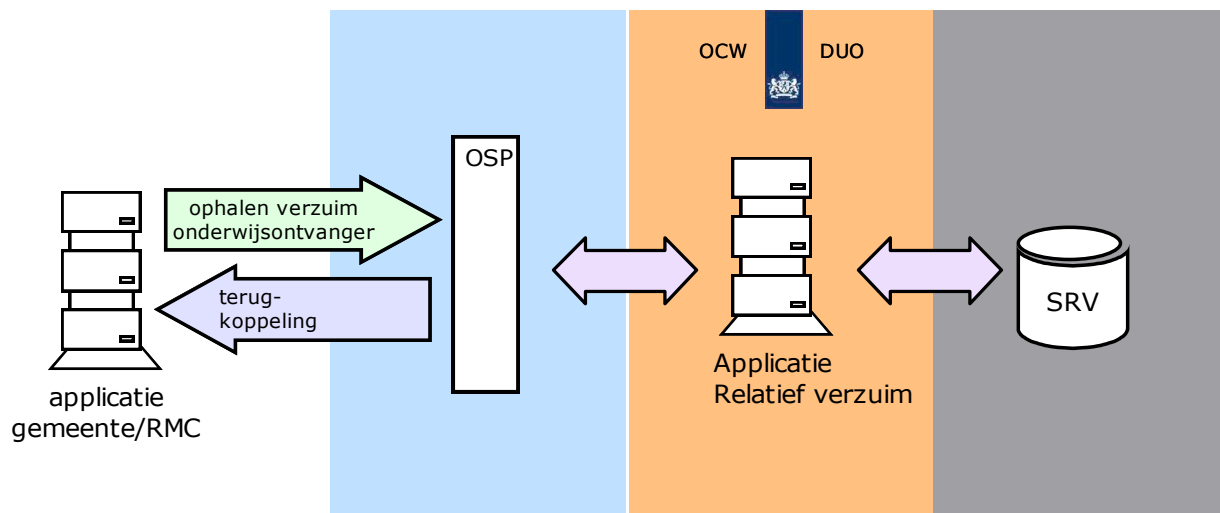 OCW DUO
OSP
ophalen verzuim
onderwijsontvanger
terug-
koppeling
SRV
applicatie
gemeente/RMC
Applicatie
Relatief verzuim